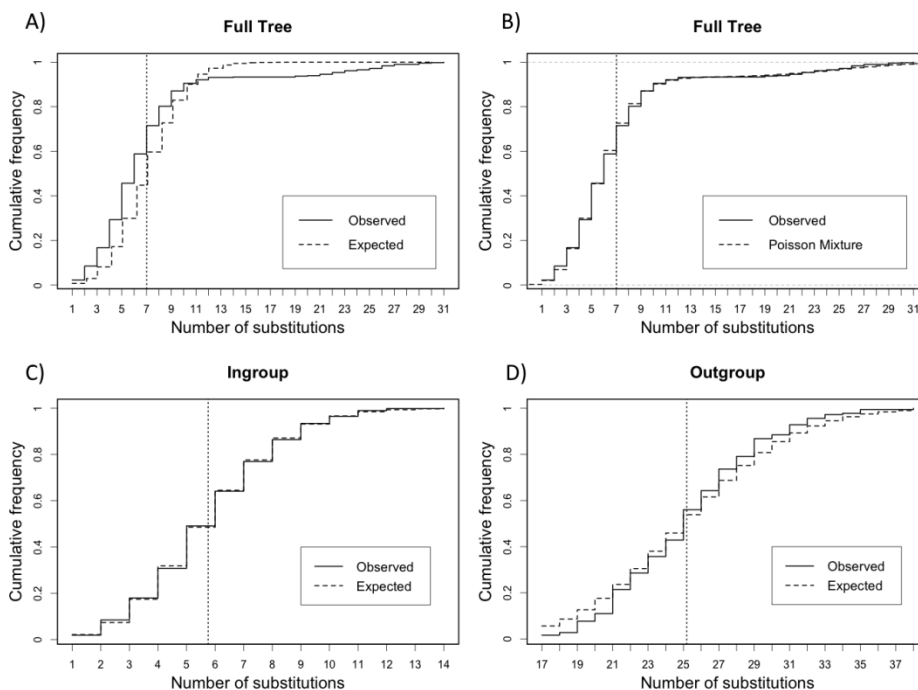 A)
Full Tree
Cumulative frequency
1
0.8
0.6
0.4
0.2
0
Observed
Expected
1 3 5 7 9 11 13 15 17 19 21 23 25 27 29 31
Number of substitutions
B)
Full Tree
Cumulative frequency
1
0.8
0.6
0.4
0.2
0
Observed
Poisson Mixture
1 3 5 7 9 11 13 15 17 19 21 23 25 27 29 31
Number of substitutions
C)
Ingroup
Cumulative frequency
1
0.8
0.6
0.4
0.2
0
Observed
Expected
1 2 3 4 5 6 7 8 9 10 11 12 13 14
Number of substitutions
D)
Outgroup
Cumulative frequency
1
0.8
0.6
0.4
0.2
0
Observed
Expected
17 19 21 23 25 27 29 31 33 35 37
Number of substitutions